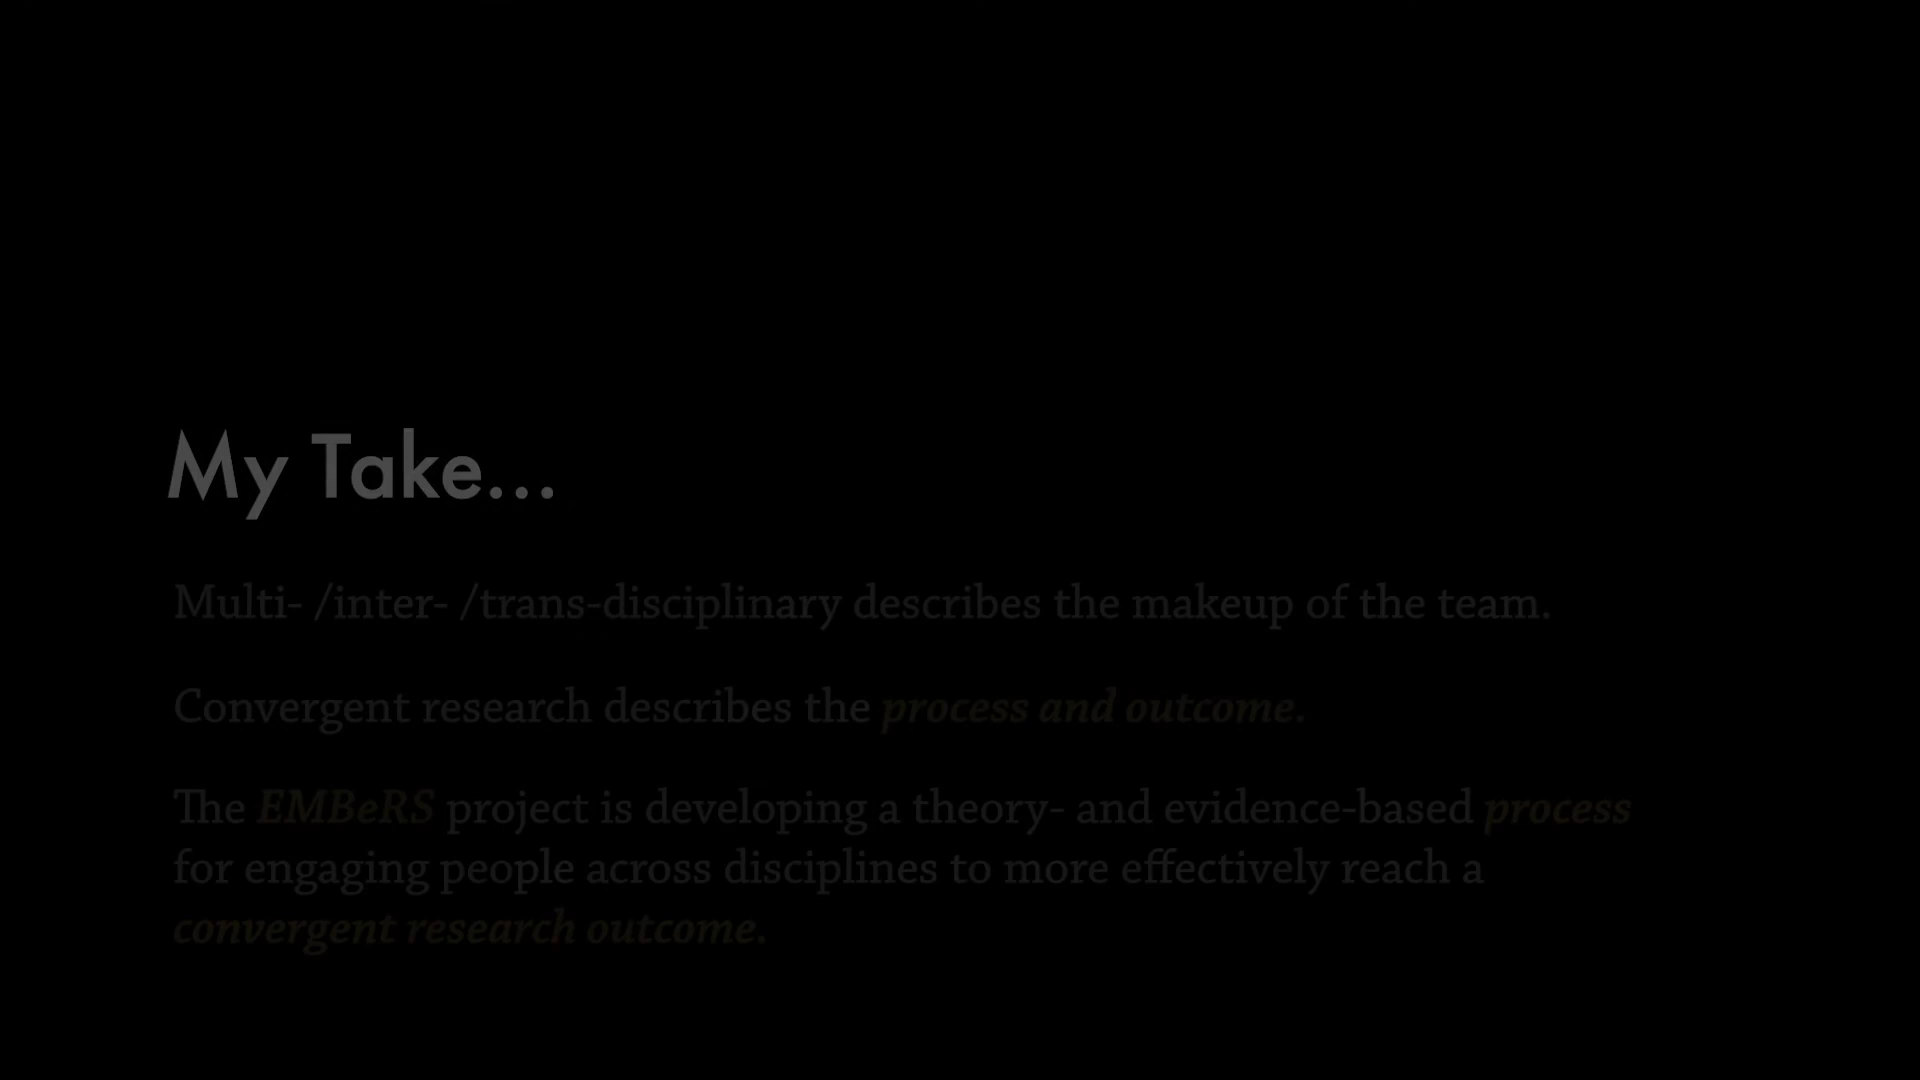 My Take...
Multi- /inter- /trans-disciplinary describes the makeup of the team.
Convergent research describes the process and outcome.
The EMBeRS project is developing a theory- and evidence-based process
for engaging people across disciplines to more effectively reach a
convergent research outcome.